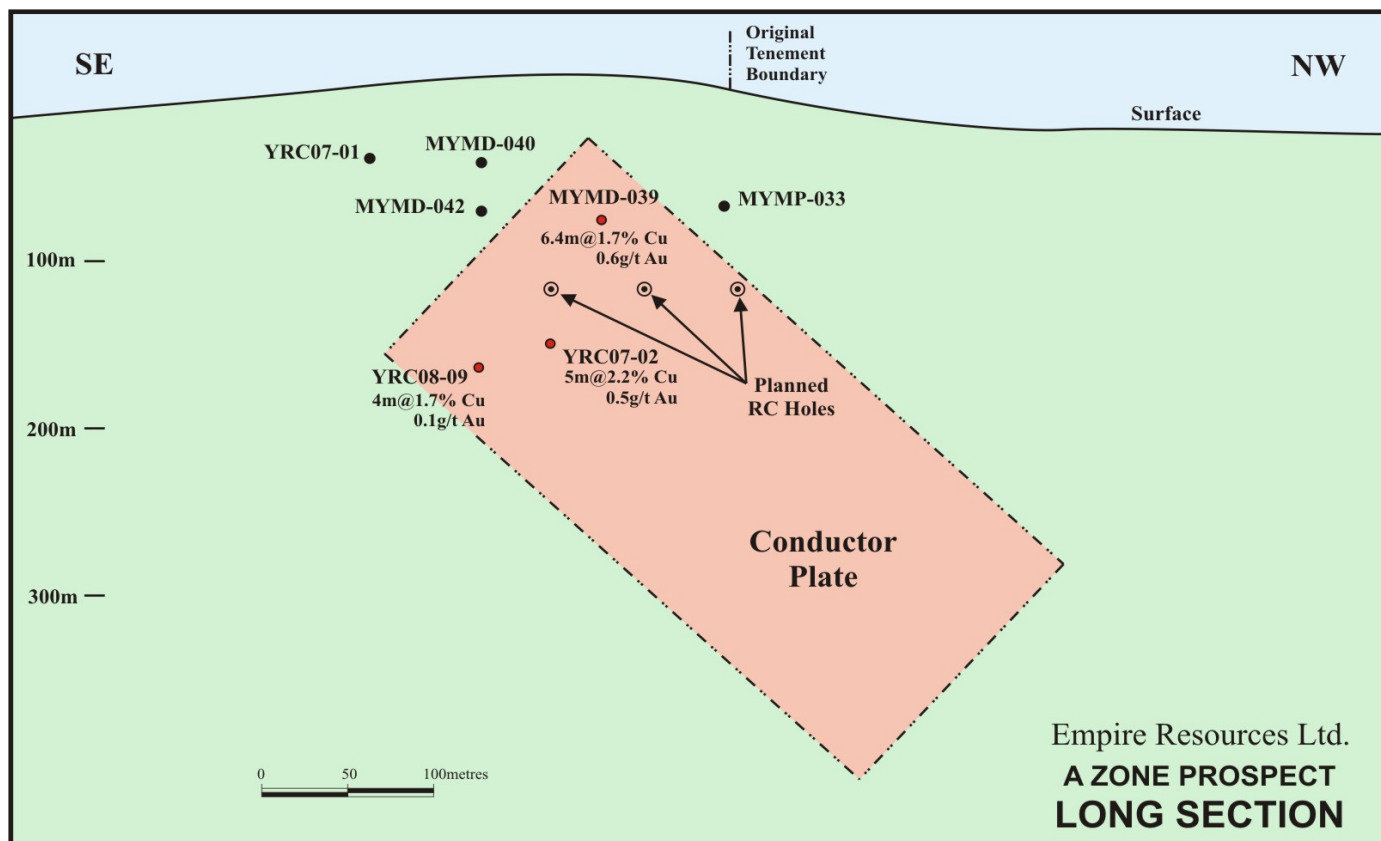 SE
Original
Tenement
Boundary
NW
Surface
YRC07-01
MYMD-040
MYMD-042
MYMD-039
6.4m@1.7% Cu
0.6g/t Au
MYMP-033
100m
YRC07-02
5m@2.2% Cu
0.5g/t Au
YRC08-09
4m@1.7% Cu
0.1g/t Au
Planned
RC Holes
200m
Conductor
Plate
300m
0 50 100metres
Empire Resources Ltd.
A ZONE PROSPECT
LONG SECTION